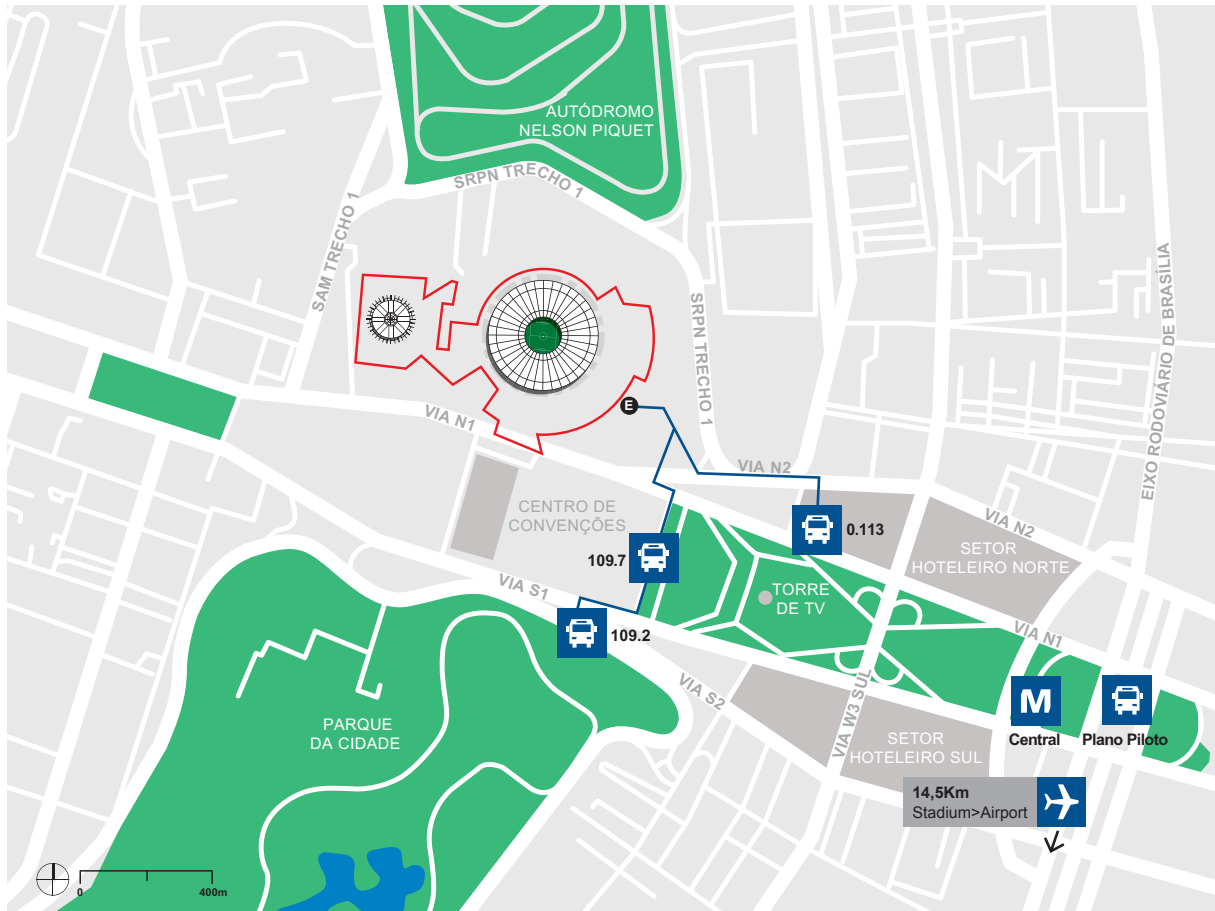 AUTÓDROMO
NELSON PIQUET
SRPN TRECHO 1
SAM TRECHO 1
EIXO RODOVIÁRIO DE BRASÍLIA
SRPN TRECHO 1
E
VIA N1
VIA N2
CENTRO DE
CONVENÇÕES
0.113
VIA N2
SETOR
HOTELEIRO NORTE
109.7
VIA S1
TORRE
DE TV
109.2
VIA N1
VIA S2
VIA W3 SUL
PARQUE
DA CIDADE
M
Central
Plano Piloto
SETOR
HOTELEIRO SUL
14,5Km
Stadium>Airport
0
400m